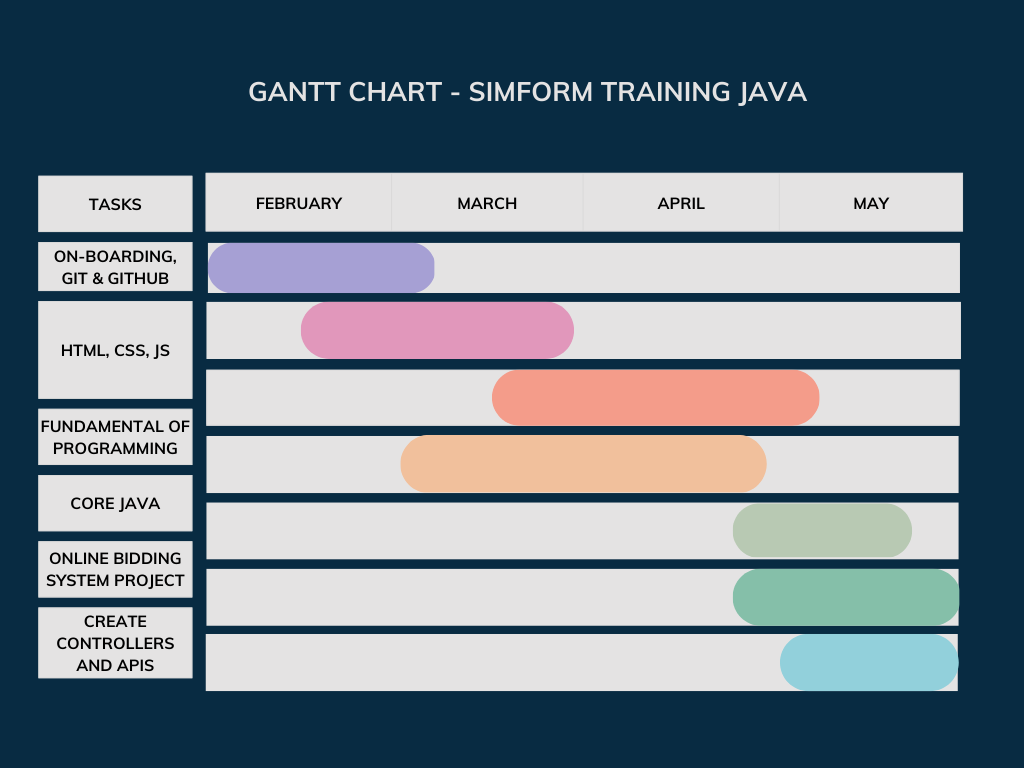 GANTT CHART - SIMFORM TRAINING JAVA
TASKS
FEBRUARY
MARCH
APRIL
MAY
ON-BOARDING,
GIT & GITHUB
HTML, CSS, JS
FUNDAMENTAL OF
PROGRAMMING
CORE JAVA
ONLINE BIDDING
SYSTEM PROJECT
CREATE
CONTROLLERS
AND APIS